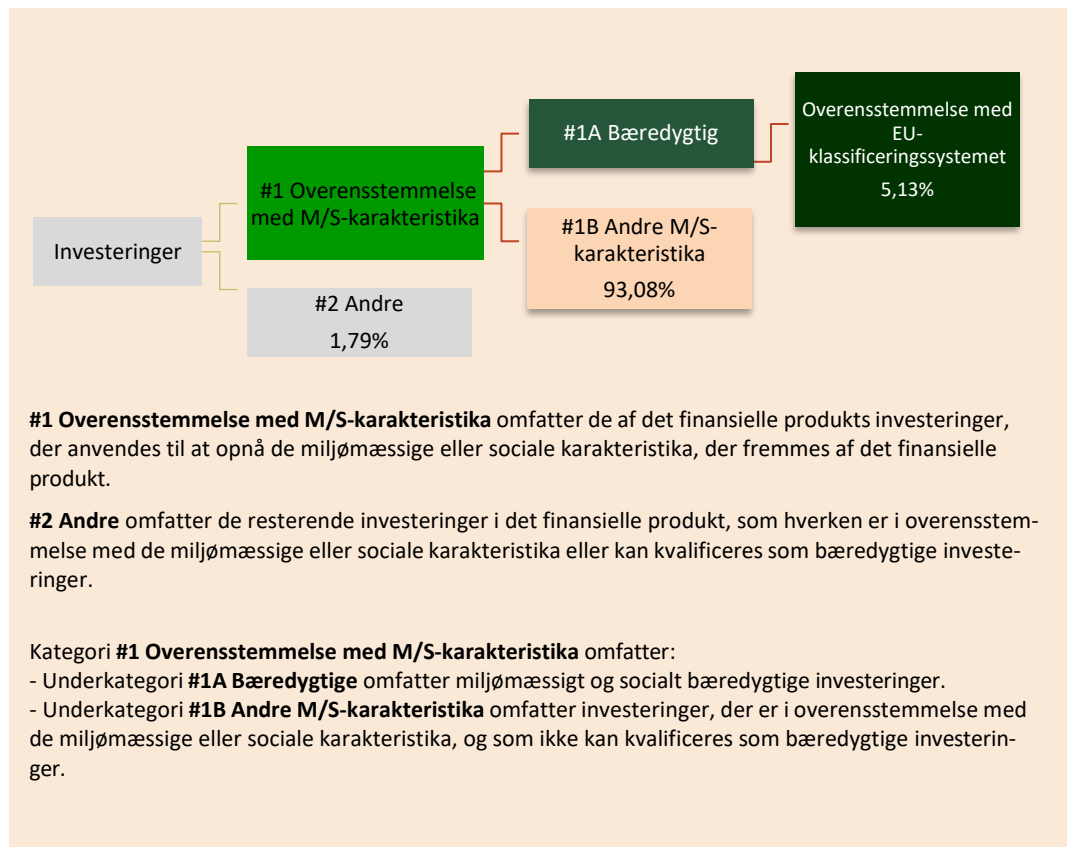 Investeringer
#1 Overensstemmelse
med M/S-karakteristika
#2 Andre
1,79%
#1A Bæredygtig
#1B Andre M/S-
karakteristika
93,08%
Overensstemmelse med
EU-
klassificeringssystemet
5,13%
#1 Overensstemmelse med M/S-karakteristika omfatter de af det finansielle produkts investeringer,
der anvendes til at opnå de miljømæssige eller sociale karakteristika, der fremmes af det finansielle
produkt.
#2 Andre omfatter de resterende investeringer i det finansielle produkt, som hverken er i overensstem-
melse med de miljømæssige eller sociale karakteristika eller kan kvalificeres som bæredygtige investe-
ringer.
Kategori #1 Overensstemmelse med M/S-karakteristika omfatter:
- Underkategori #1A Bæredygtige omfatter miljømæssigt og socialt bæredygtige investeringer.
- Underkategori #1B Andre M/S-karakteristika omfatter investeringer, der er i overensstemmelse med
de miljømæssige eller sociale karakteristika, og som ikke kan kvalificeres som bæredygtige investerin-
ger.